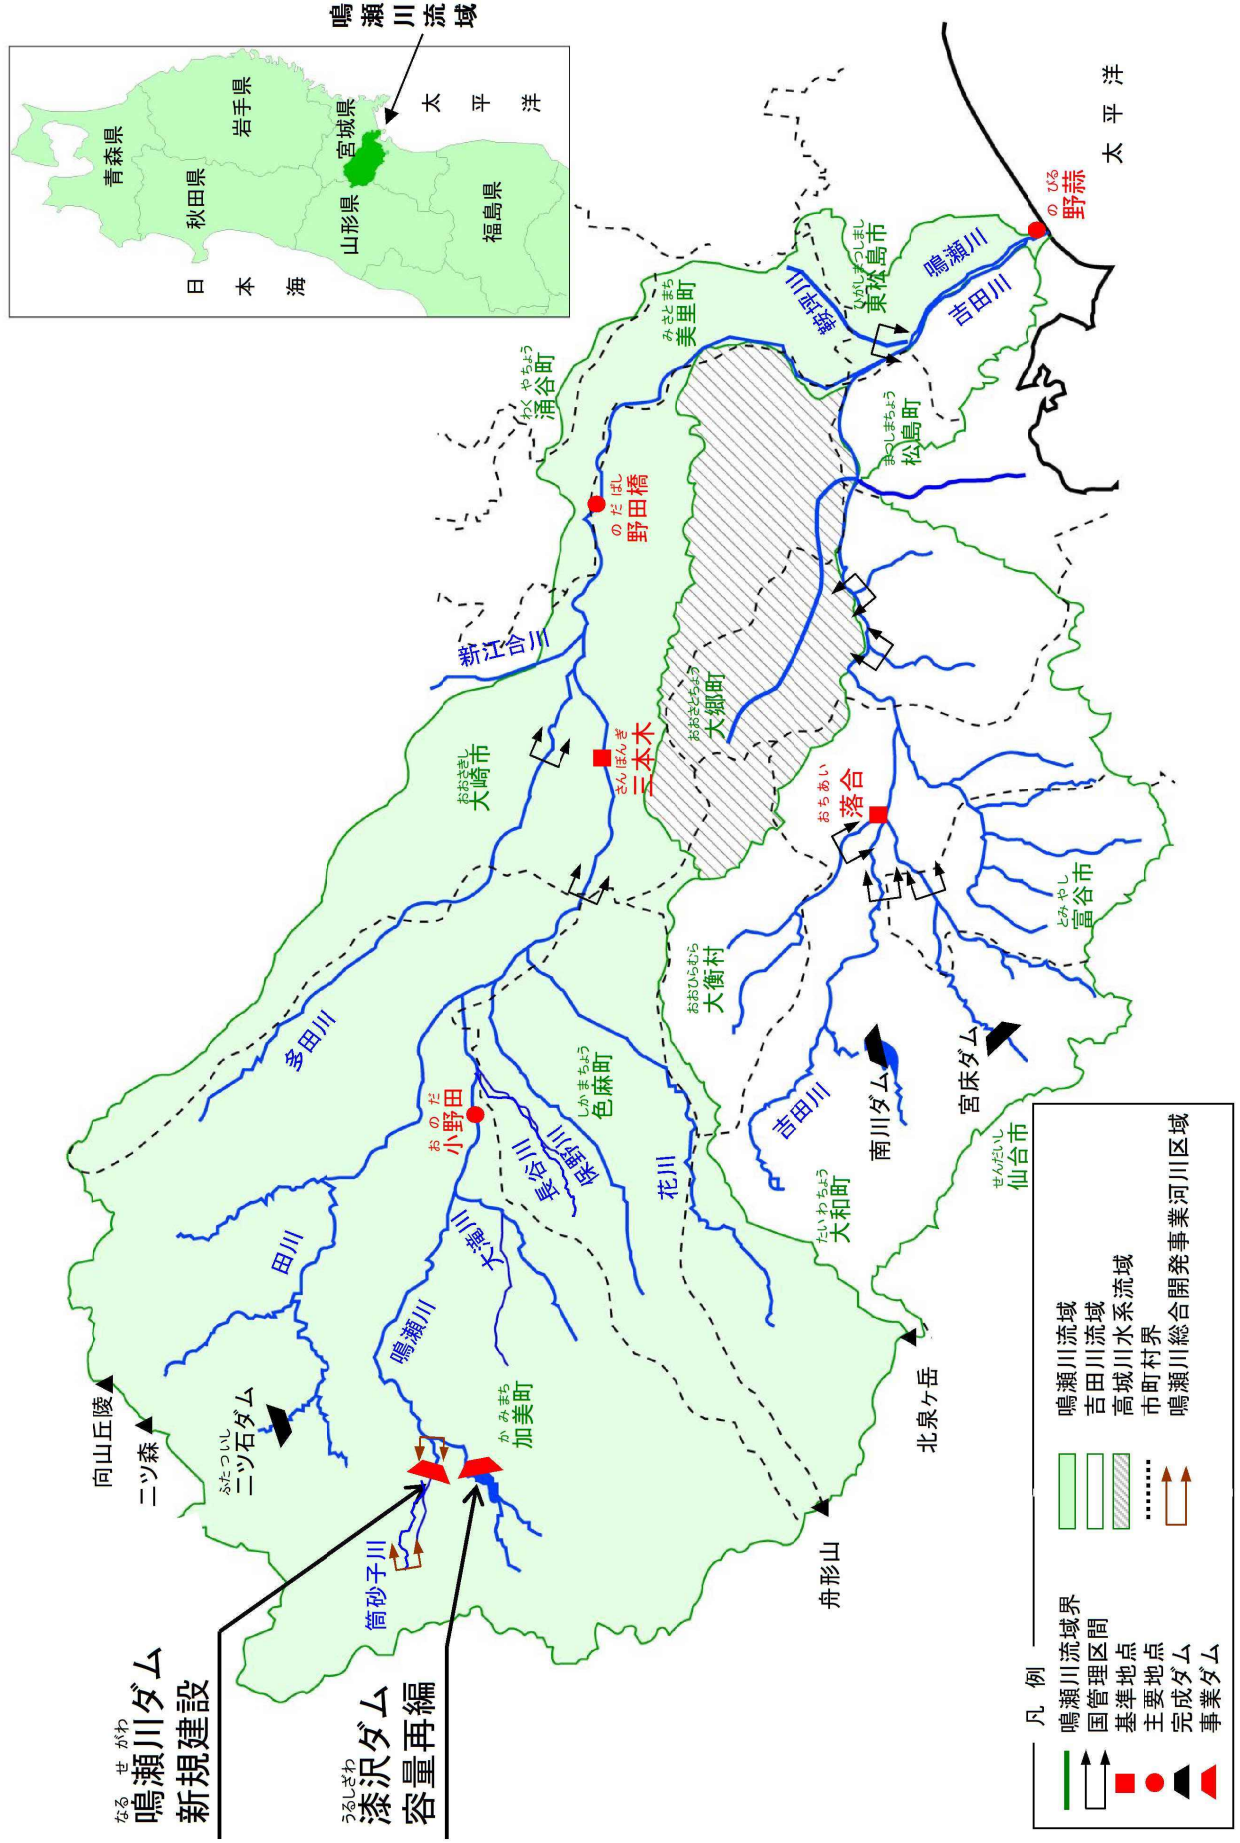 鳴瀬川流域
青森県
岩手県
秋田県
宮城県
山形県
福島県
日本海
太平洋
なるせがわ
鳴瀬川ダム
新規建設
うるしざわ
漆沢ダム
容量再編
向山丘陵
二ツ森
ふたついし
二ツ石ダム
筒砂子川
舟形山
北泉ヶ岳
かみまち
加美町
田川
鳴瀬川
大滝川
長谷川
保野川
花川
おのだ
小野田
しかまちょう
色麻町
多田川
おおさきし
大崎市
さんぼんぎ
三本木
新江合川
のだばし
野田橋
わくやちょう
涌谷町
みさとまち
美里町
おおさとちょう
大郷町
おおひらむら
大衡村
おちあい
落合
たいわちょう
大和町
吉田川
南川ダム
宮床ダム
せんだいし
仙台市
とみやし
富谷市
まつしまちょう
松島町
鞍坪川
ひがしまつしまし
東松島市
鳴瀬川
吉田川
のびる
野蒜
太平洋
凡例
鳴瀬川流域界
国管理区間
基準地点
主要地点
完成ダム
事業ダム
鳴瀬川流域
吉田川流域
高城川水系流域
市町村界
鳴瀬川総合開発事業河川区域